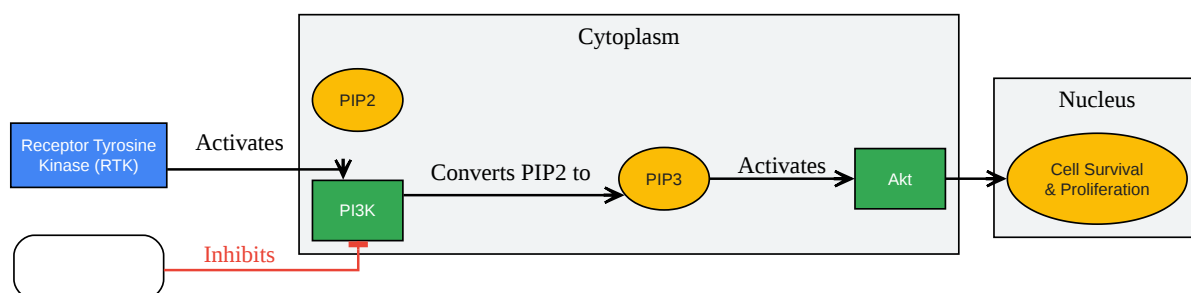 Cytoplasm
PIP2
Nucleus
Receptor Tyrosine
Kinase (RTK)
Activates
PI3K
Converts PIP2 to
PIP3
Activates
Akt
Cell Survival
& Proliferation
Inhibits